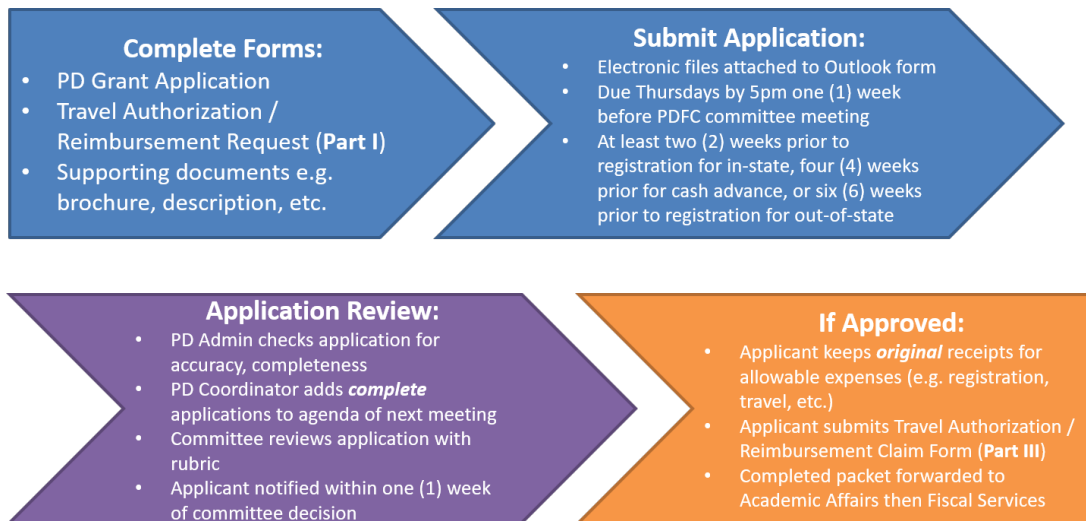 Complete Forms:
• PD Grant Application
• Travel Authorization /
Reimbursement Request (Part I)
• Supporting documents e.g.
brochure, description, etc.
Submit Application:
• Electronic files attached to Outlook form
• Due Thursdays by 5pm one (1) week
before PDFC committee meeting
• At least two (2) weeks prior to
registration for in-state, four (4) weeks
prior for cash advance, or six (6) weeks
prior to registration for out-of-state
Application Review:
• PD Admin checks application for
accuracy, completeness
• PD Coordinator adds complete
applications to agenda of next meeting
• Committee reviews application with
rubric
• Applicant notified within one (1) week
of committee decision
If Approved:
• Applicant keeps original receipts for
allowable expenses (e.g. registration,
travel, etc.)
• Applicant submits Travel Authorization /
Reimbursement Claim Form (Part III)
• Completed packet forwarded to
Academic Affairs then Fiscal Services